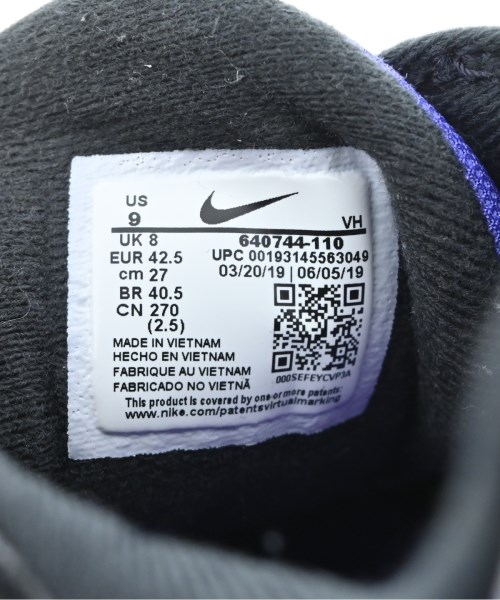 US
9
VH
UK 8
640744-110
EUR 42.5
UPC 00193145563049
cm 27
03/20/19 | 06/05/19
BR 40.5
CN 270
(2.5)
MADE IN VIETNAM
HECHO EN VIETNAM
FABRIQUE AU VIETNAM
FABRICADO NO VIETNÃ
000SEFEYCVP3A
This product is covered by one or more patents:
www.nike.com/patentsvirtualmarking